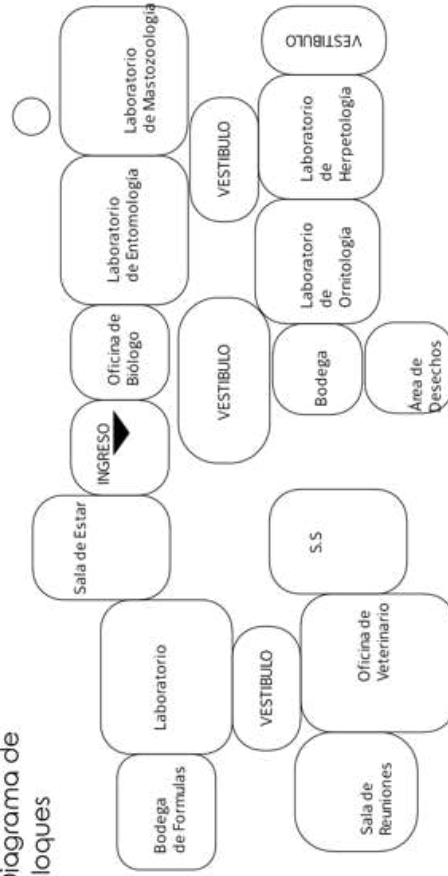 Diagrama de
loques
Bodega
de Formulas
Laboratorio
Sala de Estar
INGRESO
Oficina de
Biólogo
Laboratorio
de Entomología
Laboratorio
de Mastozoología
VESTIBULO
VESTIBULO
VESTIBULO
Sala de
Reuniones
Oficina de
Veterinario
S.S
Bodega
Laboratorio
de
Ornitología
Laboratorio
de
Herpetología
VESTIBULO
Área de
Desechos